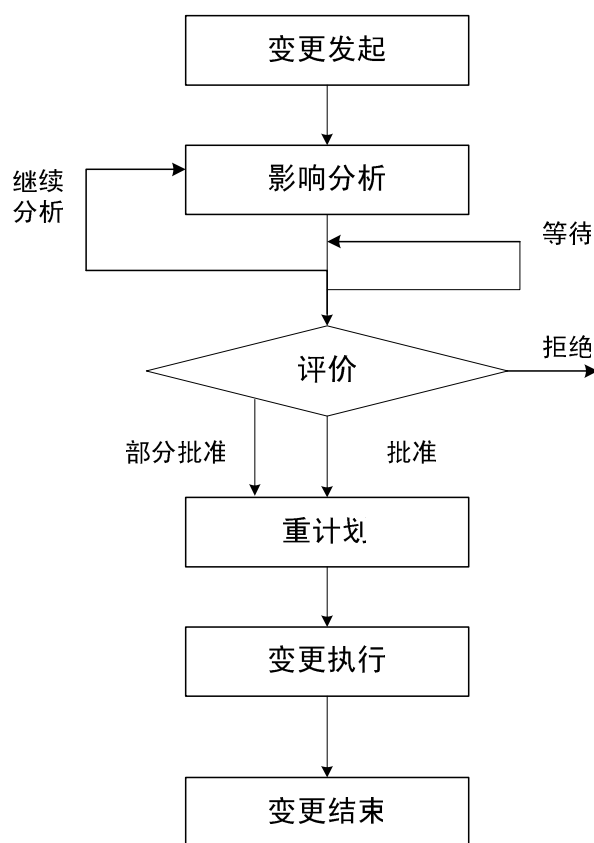 变更发起
继续
分析
影响分析
等待
评价
拒绝
部分批准
批准
重计划
变更执行
变更结束